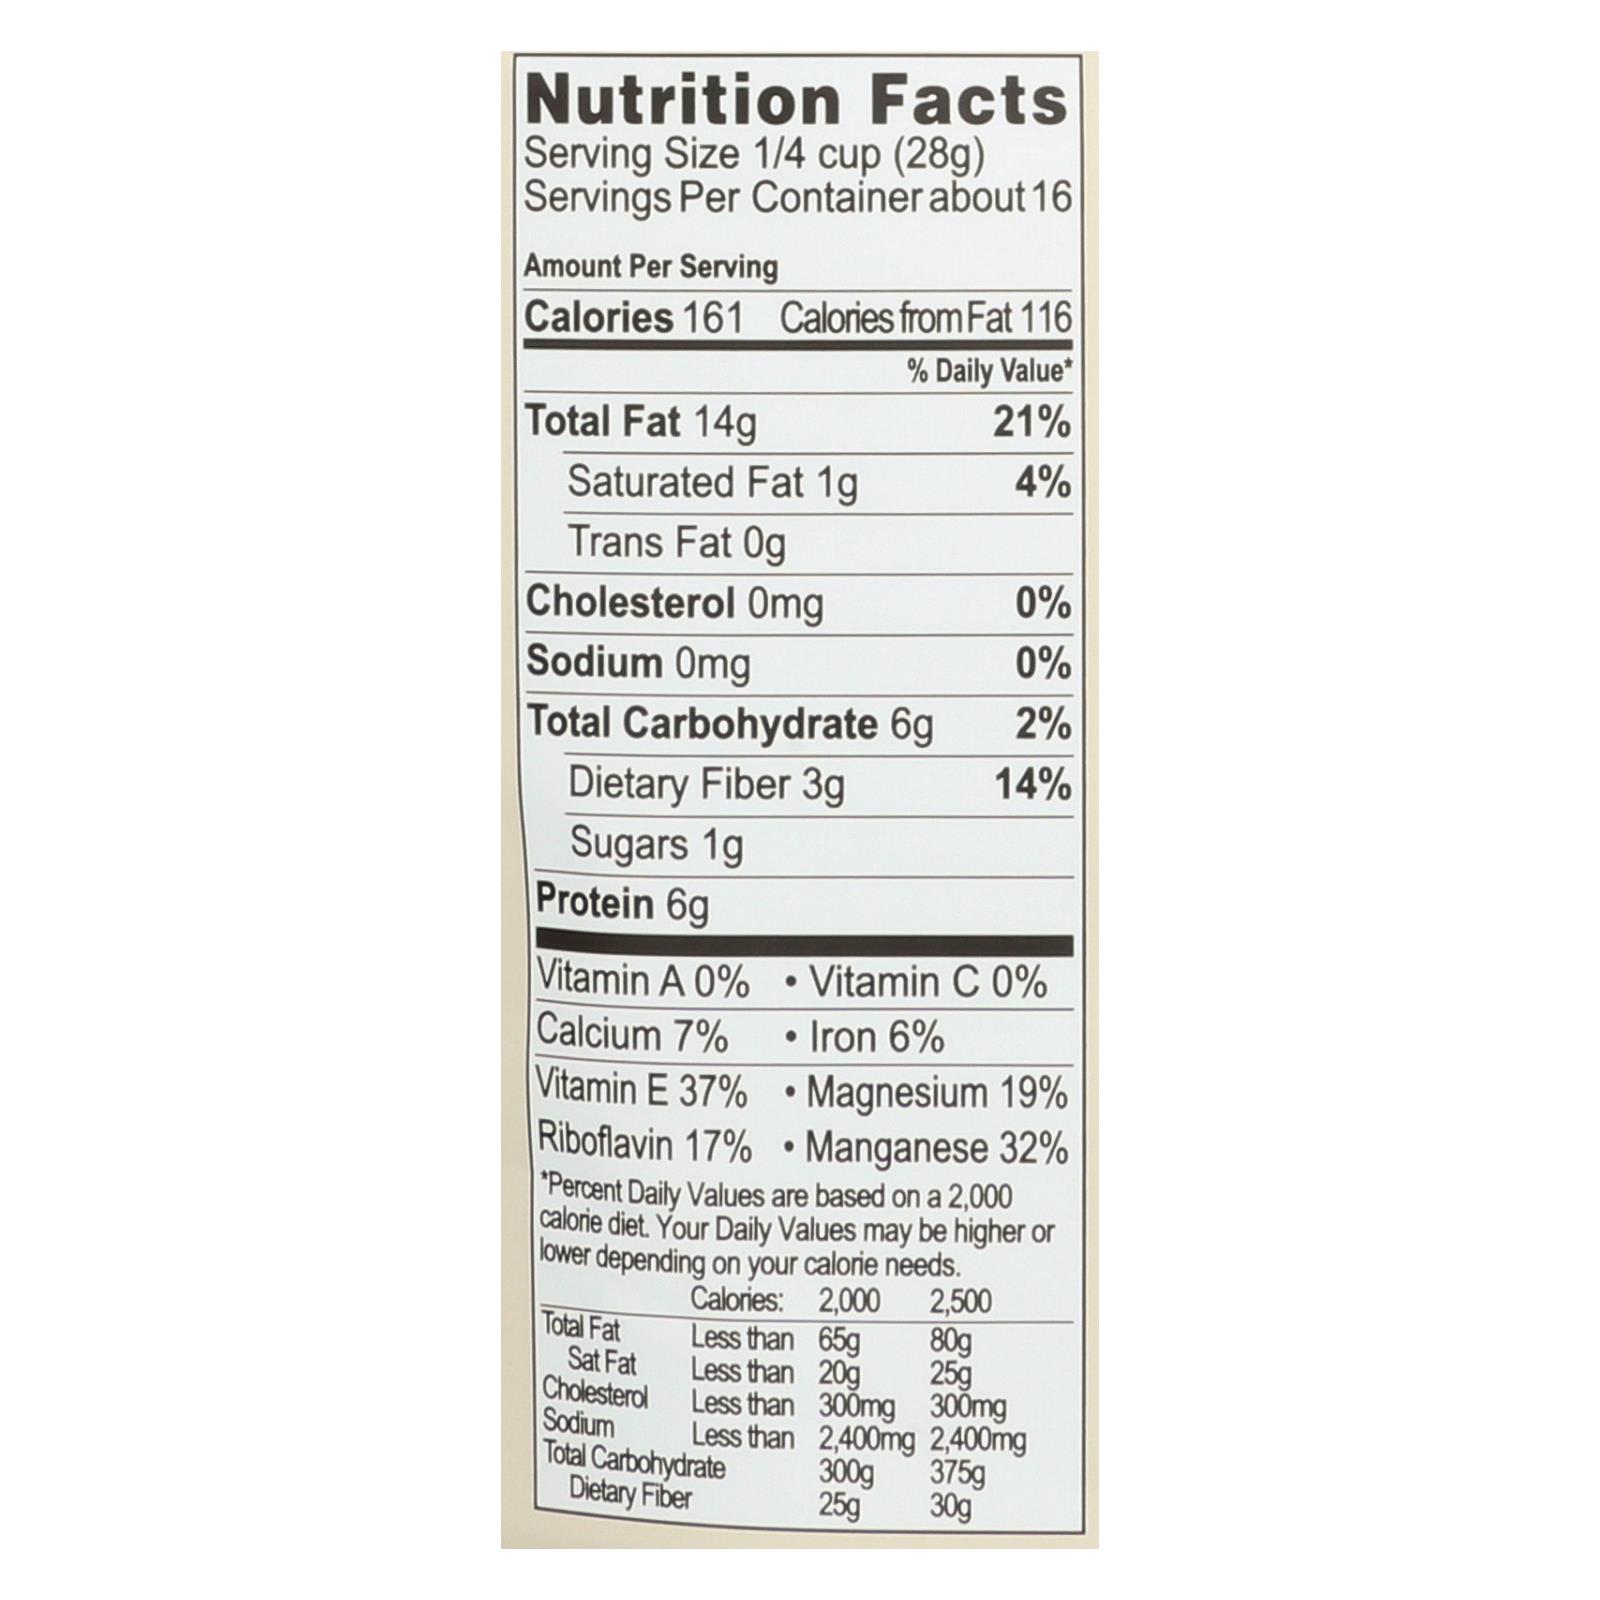 Nutrition Facts
Serving Size 1/4 cup (28g)
Servings Per Container about 16
Amount Per Serving
Calories 161 Calories from Fat 116
% Daily Value*
Total Fat 14g 21%
Saturated Fat 1g 4%
Trans Fat 0g
Cholesterol 0mg 0%
Sodium 0mg 0%
Total Carbohydrate 6g 2%
Dietary Fiber 3g 14%
Sugars 1g
Protein 6g
Vitamin A 0% • Vitamin C 0%
Calcium 7% • Iron 6%
Vitamin E 37% • Magnesium 19%
Riboflavin 17% • Manganese 32%
*Percent Daily Values are based on a 2,000
calorie diet. Your Daily Values may be higher or
lower depending on your calorie needs.
Calories: 2,000 2,500
Total Fat Less than 65g 80g
Sat Fat Less than 20g 25g
Cholesterol Less than 300mg 300mg
Sodium Less than 2,400mg 2,400mg
Total Carbohydrate 300g 375g
Dietary Fiber 25g 30g